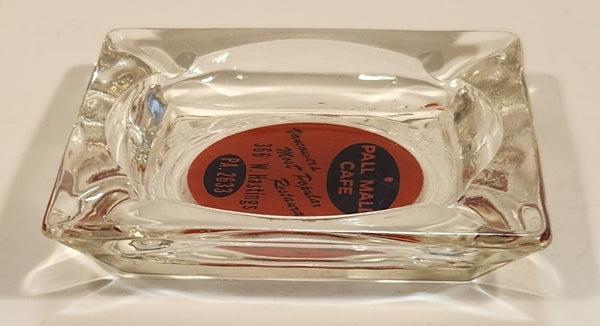 PALL MALL
CAFE
Vancouver's
Most Popular
Restaurant
366 W Hastings
PA 2633